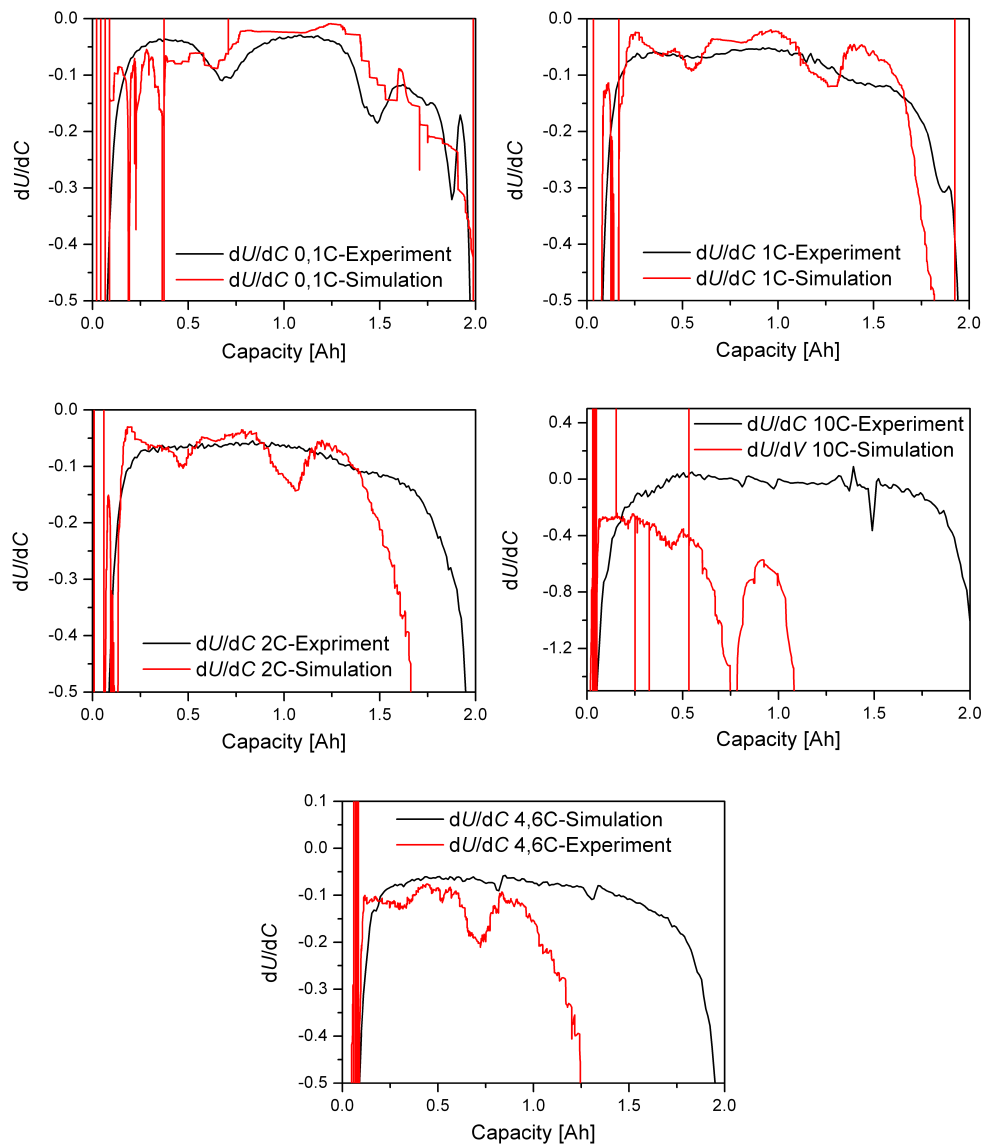 0.0
-0.1
-0.2
-0.3
-0.4
-0.5
dU/dC
dU/dC 0,1C-Experiment
dU/dC 0,1C-Simulation
0.0 0.5 1.0 1.5 2.0
Capacity [Ah]
0.0
-0.1
-0.2
-0.3
-0.4
-0.5
dU/dC
dU/dC 1C-Experiment
dU/dC 1C-Simulation
0.0 0.5 1.0 1.5 2.0
Capacity [Ah]
0.0
-0.1
-0.2
-0.3
-0.4
-0.5
dU/dC
dU/dC 2C-Expriment
dU/dC 2C-Simulation
0.0 0.5 1.0 1.5 2.0
Capacity [Ah]
0.4
0.0
-0.4
-0.8
-1.2
dU/dC
dU/dC 10C-Experiment
dU/dV 10C-Simulation
0.0 0.5 1.0 1.5 2.0
Capacity [Ah]
0.1
0.0
-0.1
-0.2
-0.3
-0.4
-0.5
dU/dC
dU/dC 4,6C-Simulation
dU/dC 4,6C-Experiment
0.0 0.5 1.0 1.5 2.0
Capacity [Ah]